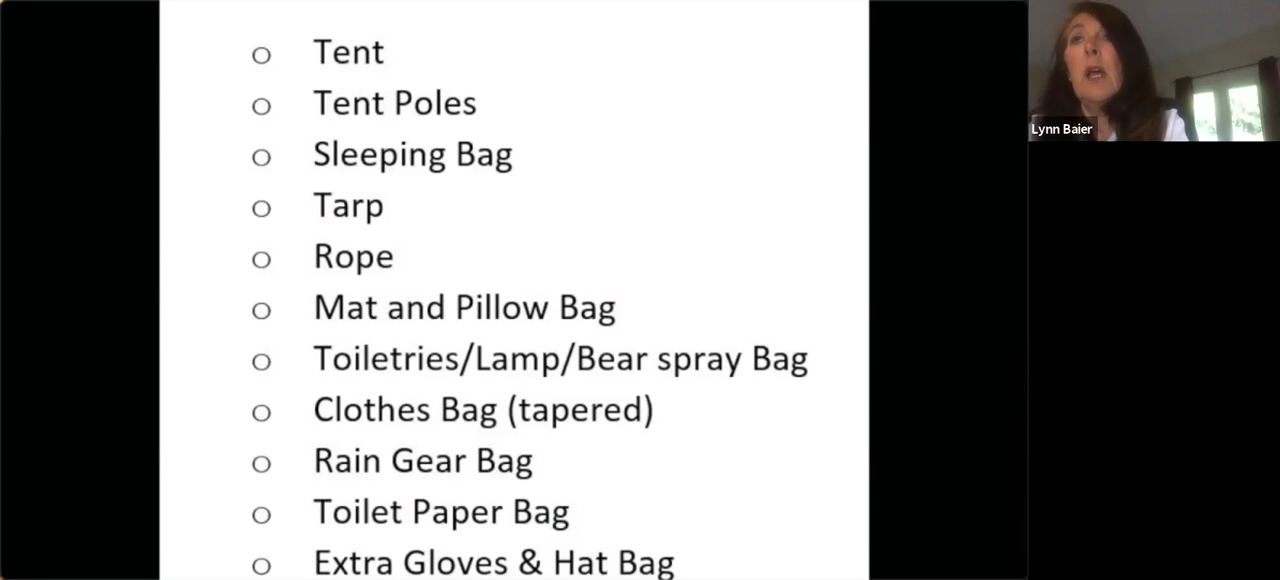 o Tent
o Tent Poles
o Sleeping Bag
o Tarp
o Rope
o Mat and Pillow Bag
o Toiletries/Lamp/Bear spray Bag
o Clothes Bag (tapered)
o Rain Gear Bag
o Toilet Paper Bag
o Extra Gloves & Hat Bag
Lynn Baier